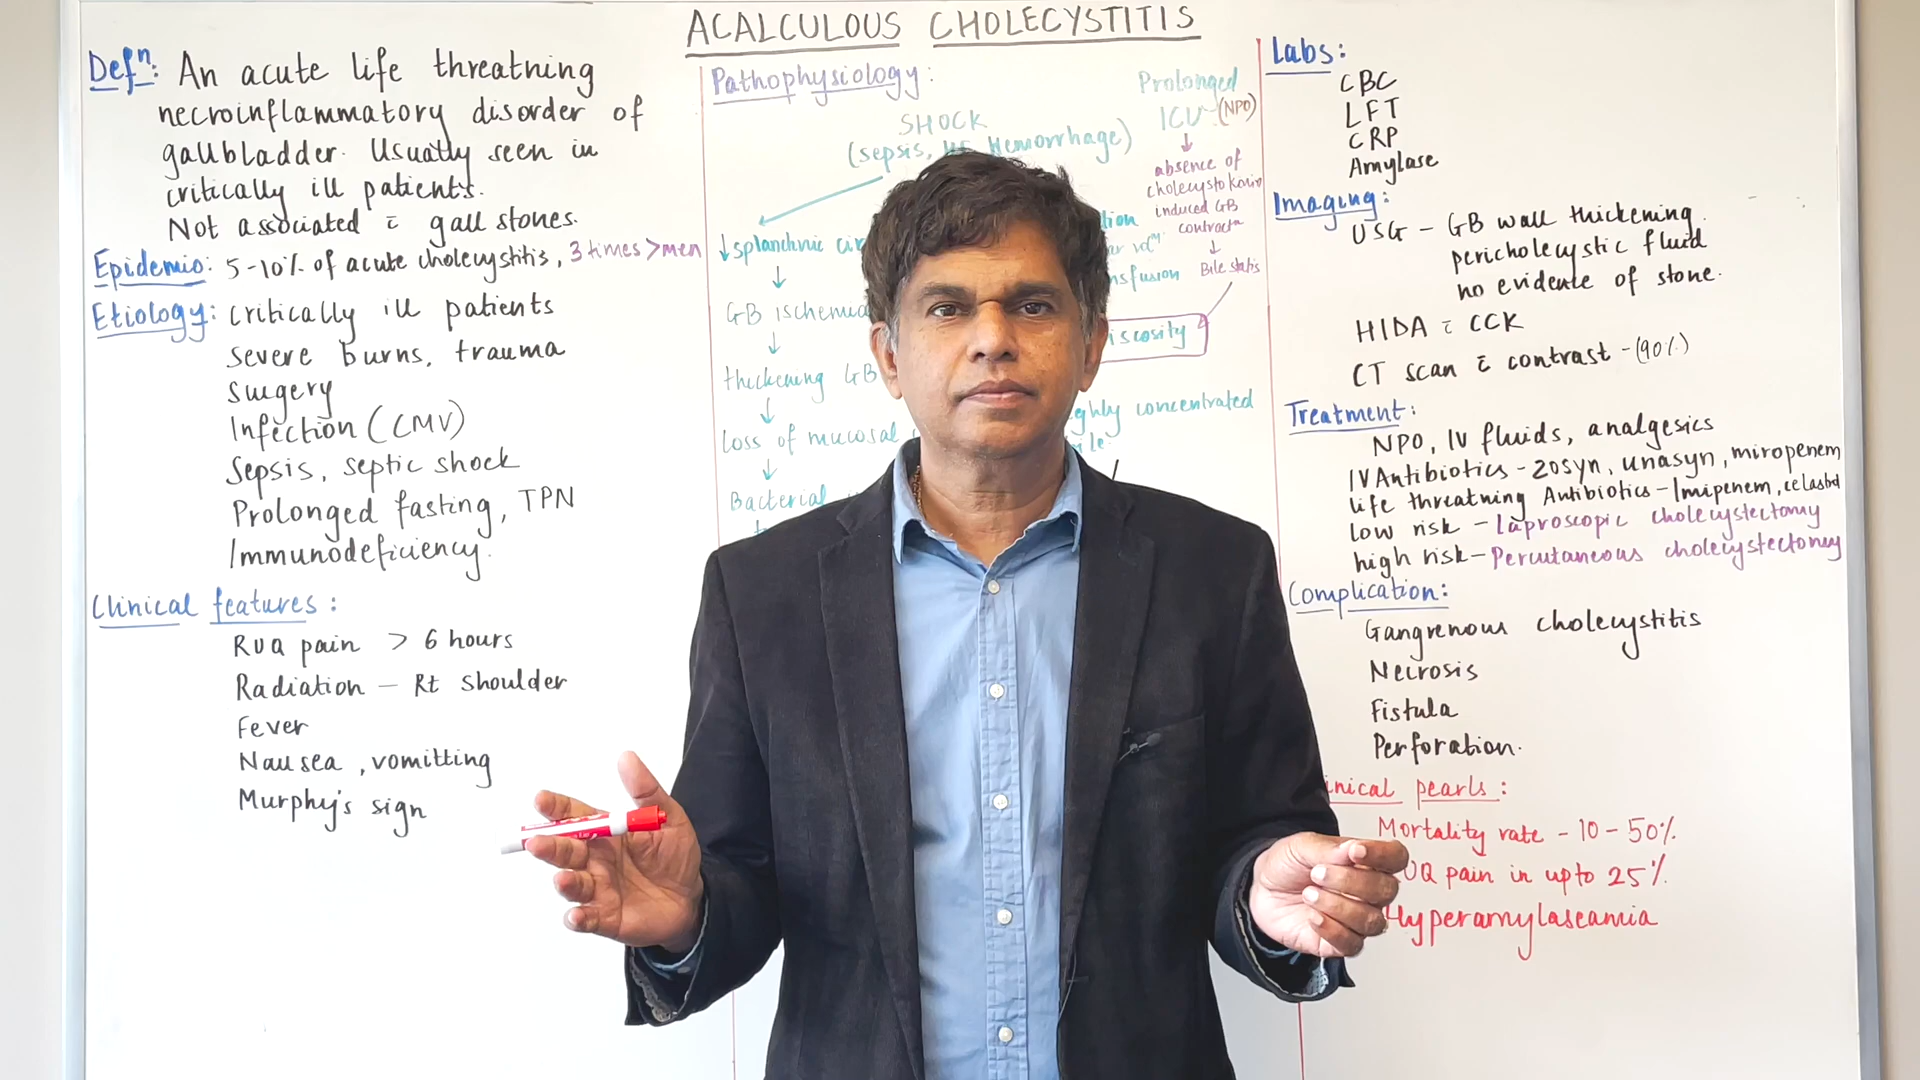 ACALCULOUS CHOLECYSTITIS
Defⁿ: An acute life threatning
necroinflammatory disorder of
gallbladder. Usually seen in
critically ill patients.
Not associated c̄ gall stones.
Epidemio: 5-10% of acute cholecystitis, 3 times > men
Etiology: critically ill patients
Severe burns, trauma
Surgery
Infection (CMV)
Sepsis, septic shock
Prolonged fasting, TPN
Immunodeficiency.
Clinical features:
RUQ pain > 6 hours
Radiation – Rt shoulder
Fever
Nausea, vomitting
Murphy's sign
Pathophysiology:
SHOCK
(sepsis, Hemorrhage)
↓ splanchnic
↓
GB ischemia
↓
thickening GB
↓
Loss of mucosal
↓
Bacterial
Prolonged
ICU (NPO)
↓
absence of
cholecystokinin
induced GB
contractn
↓
Bile statis
concentrated
Labs:
CBC
LFT
CRP
Amylase
Imaging:
USG – GB wall thickening.
pericholecystic fluid
no evidence of stone.
HIDA c̄ CCK
CT scan c̄ contrast - (90%)
Treatment:
NPO, IV fluids, analgesics
IV Antibiotics - zosyn, unasyn, miropenem
life threatning Antibiotics - Imipenem,
low risk - Laproscopic cholecystectomy
high risk - Percutaneous cholecystectomy
Complication:
Gangrenous cholecystitis
Necrosis
Fistula
Perforation.
pearls:
Mortality rate - 10 - 50%
pain in upto 25%.
Hyperamylaseamia